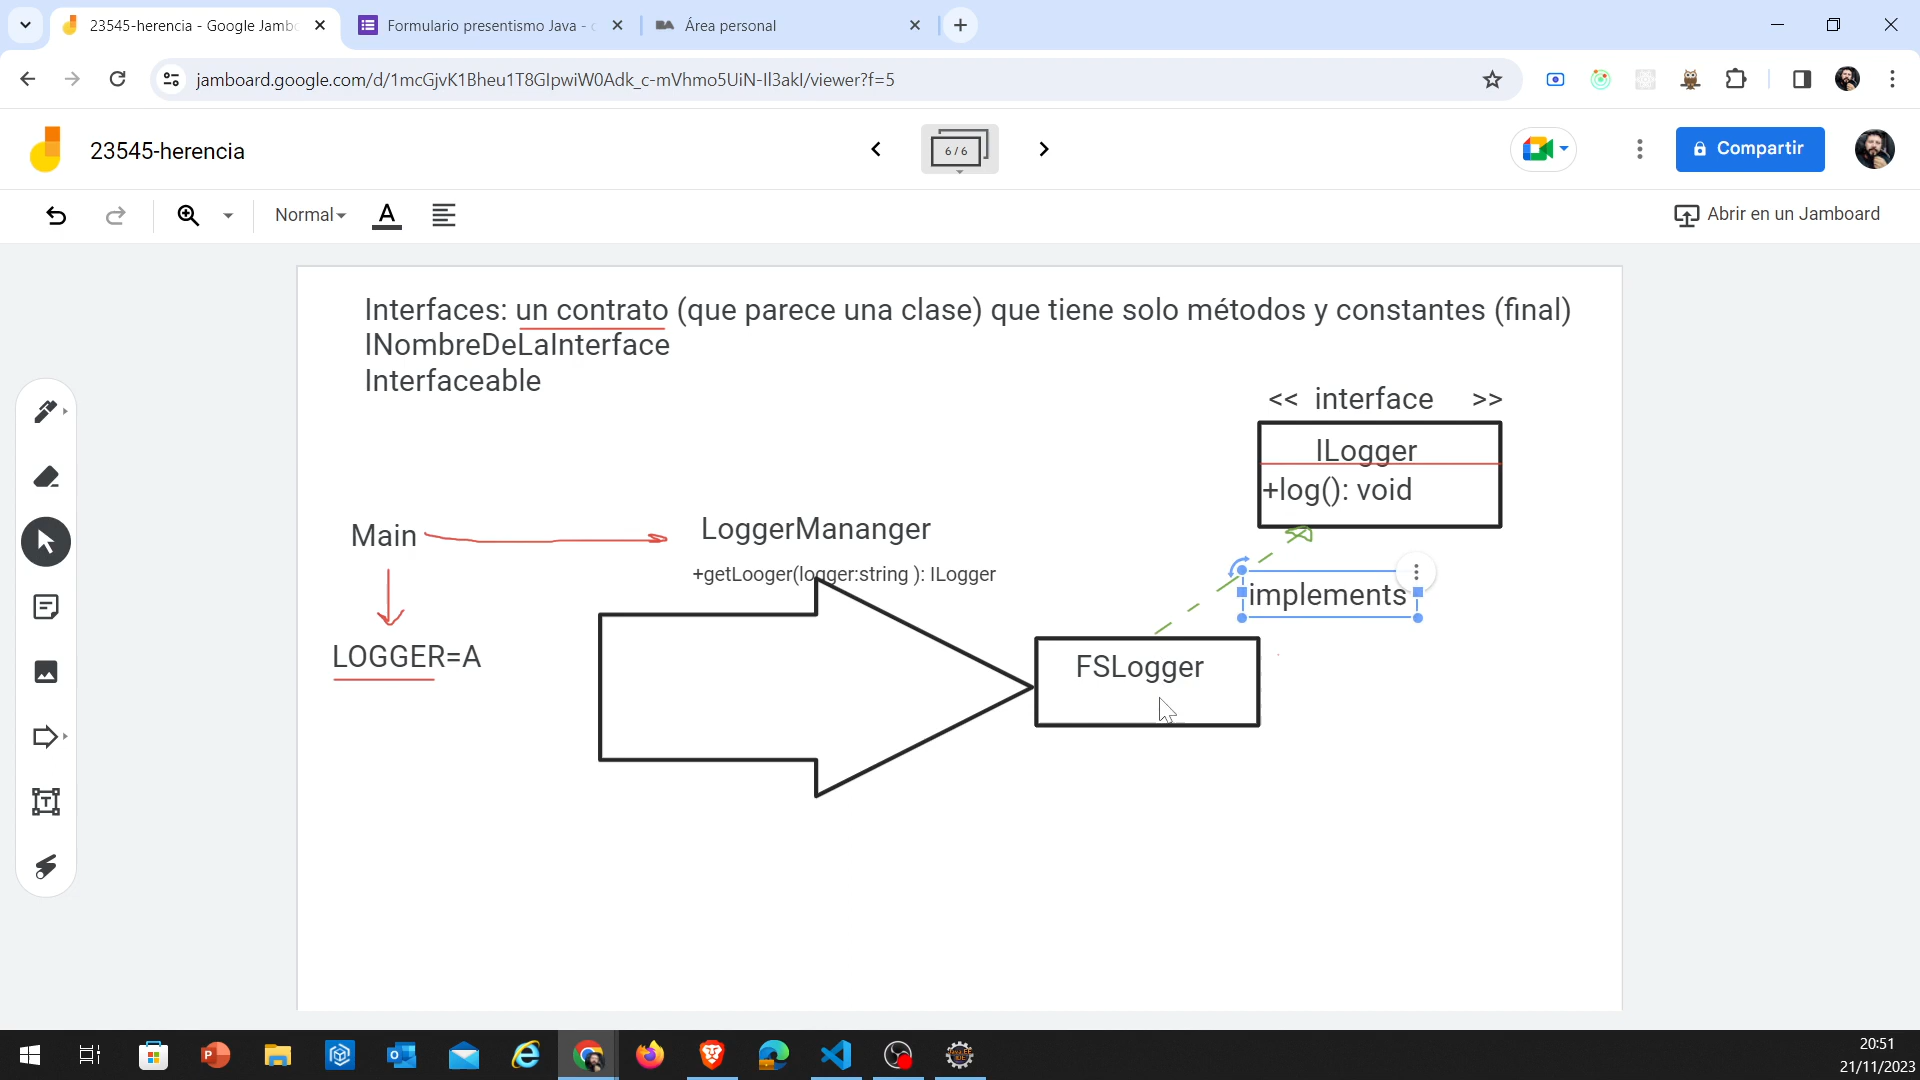 23545-herencia - Google Jambo
Formulario presentismo Java - c
Área personal
jamboard.google.com/d/1mcGjvK1Bheu1T8GIpwiW0Adk_c-mVhmo5UiN-Il3akI/viewer?f=5
23545-herencia
6 / 6
Compartir
Normal
Abrir en un Jamboard
Interfaces: un contrato (que parece una clase) que tiene solo métodos y constantes (final)
INombreDeLaInterface
Interfaceable
<< interface >>
ILogger
+log(): void
Main
LoggerMananger
+getLooger(logger:string ): ILogger
implements
LOGGER=A
FSLogger
20:51
21/11/2023